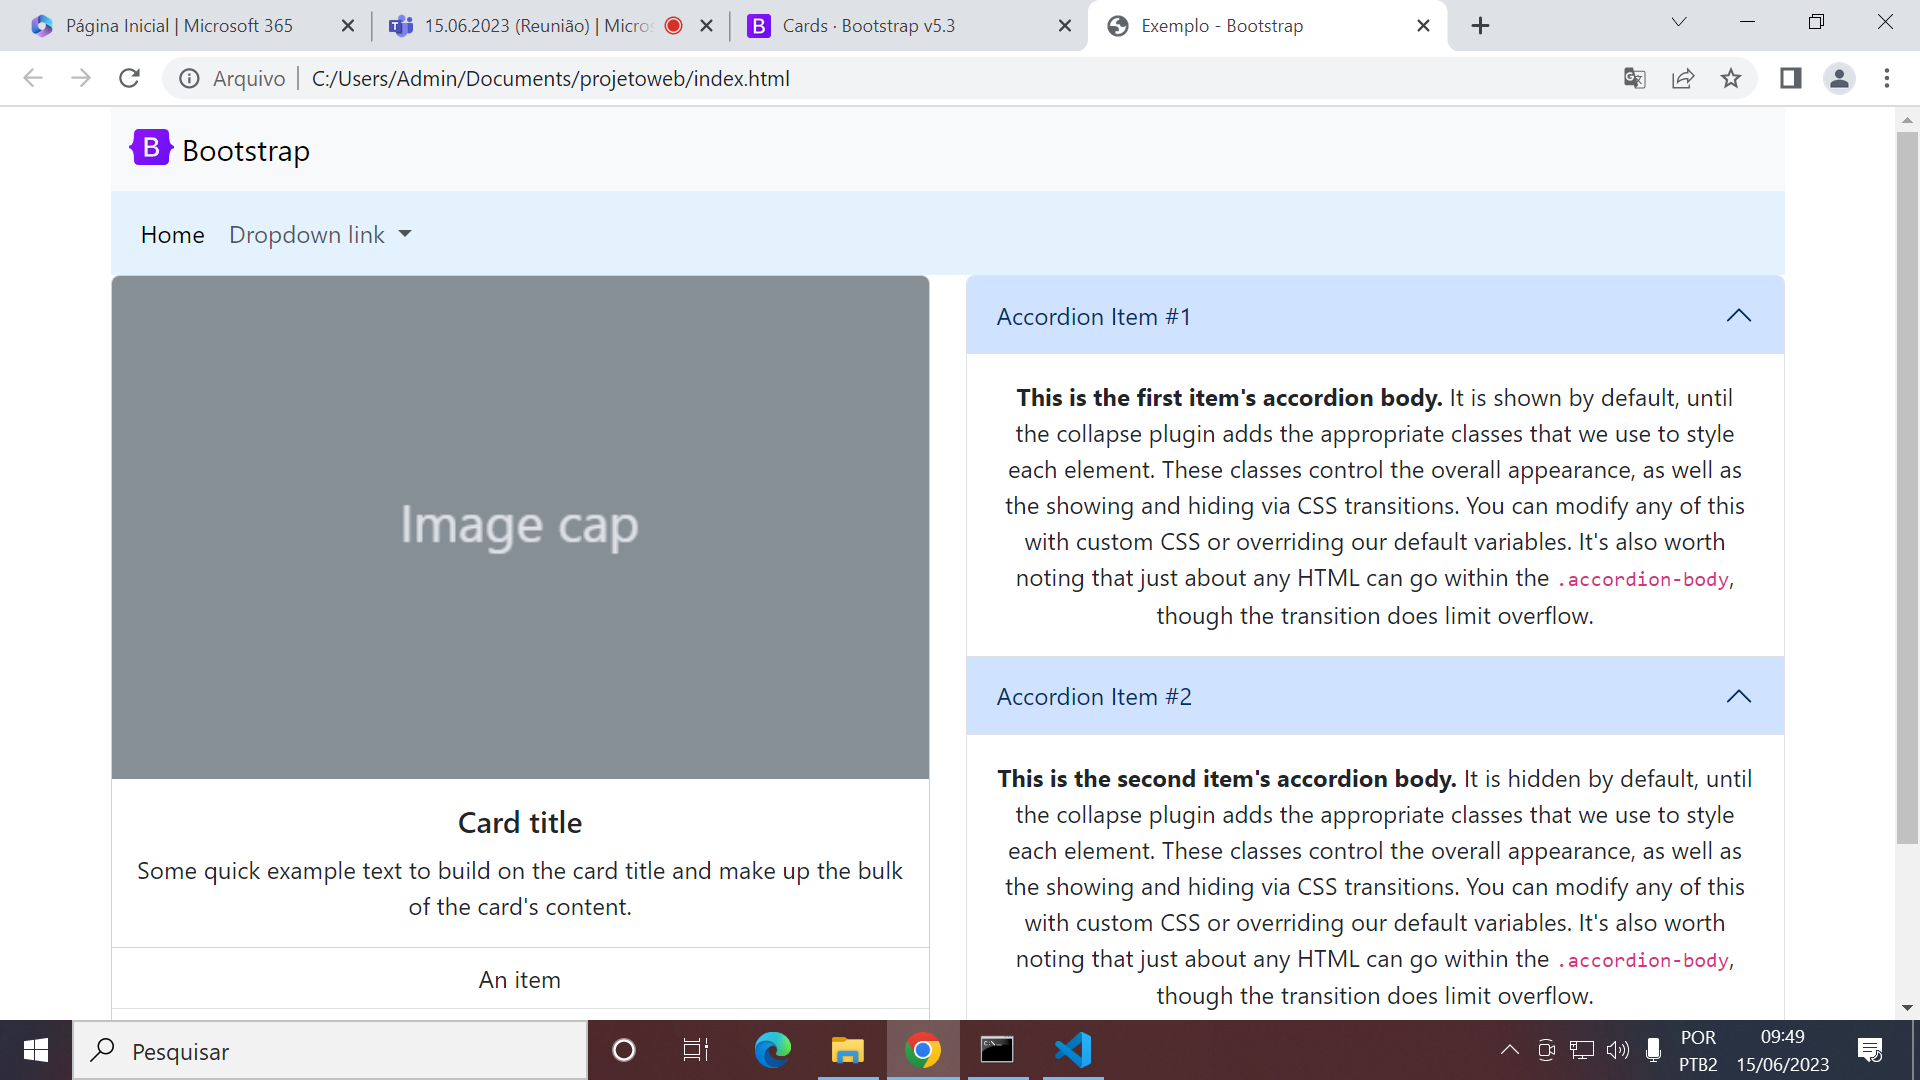 Página Inicial | Microsoft 365
15.06.2023 (Reunião) | Micros
Cards · Bootstrap v5.3
Exemplo - Bootstrap
Arquivo
C:/Users/Admin/Documents/projetoweb/index.html
B Bootstrap
Home
Dropdown link
Image cap
Card title
Some quick example text to build on the card title and make up the bulk
of the card's content.
An item
Accordion Item #1
This is the first item's accordion body. It is shown by default, until
the collapse plugin adds the appropriate classes that we use to style
each element. These classes control the overall appearance, as well as
the showing and hiding via CSS transitions. You can modify any of this
with custom CSS or overriding our default variables. It's also worth
noting that just about any HTML can go within the .accordion-body,
though the transition does limit overflow.
Accordion Item #2
This is the second item's accordion body. It is hidden by default, until
the collapse plugin adds the appropriate classes that we use to style
each element. These classes control the overall appearance, as well as
the showing and hiding via CSS transitions. You can modify any of this
with custom CSS or overriding our default variables. It's also worth
noting that just about any HTML can go within the .accordion-body,
though the transition does limit overflow.
Pesquisar
POR
PTB2
09:49
15/06/2023